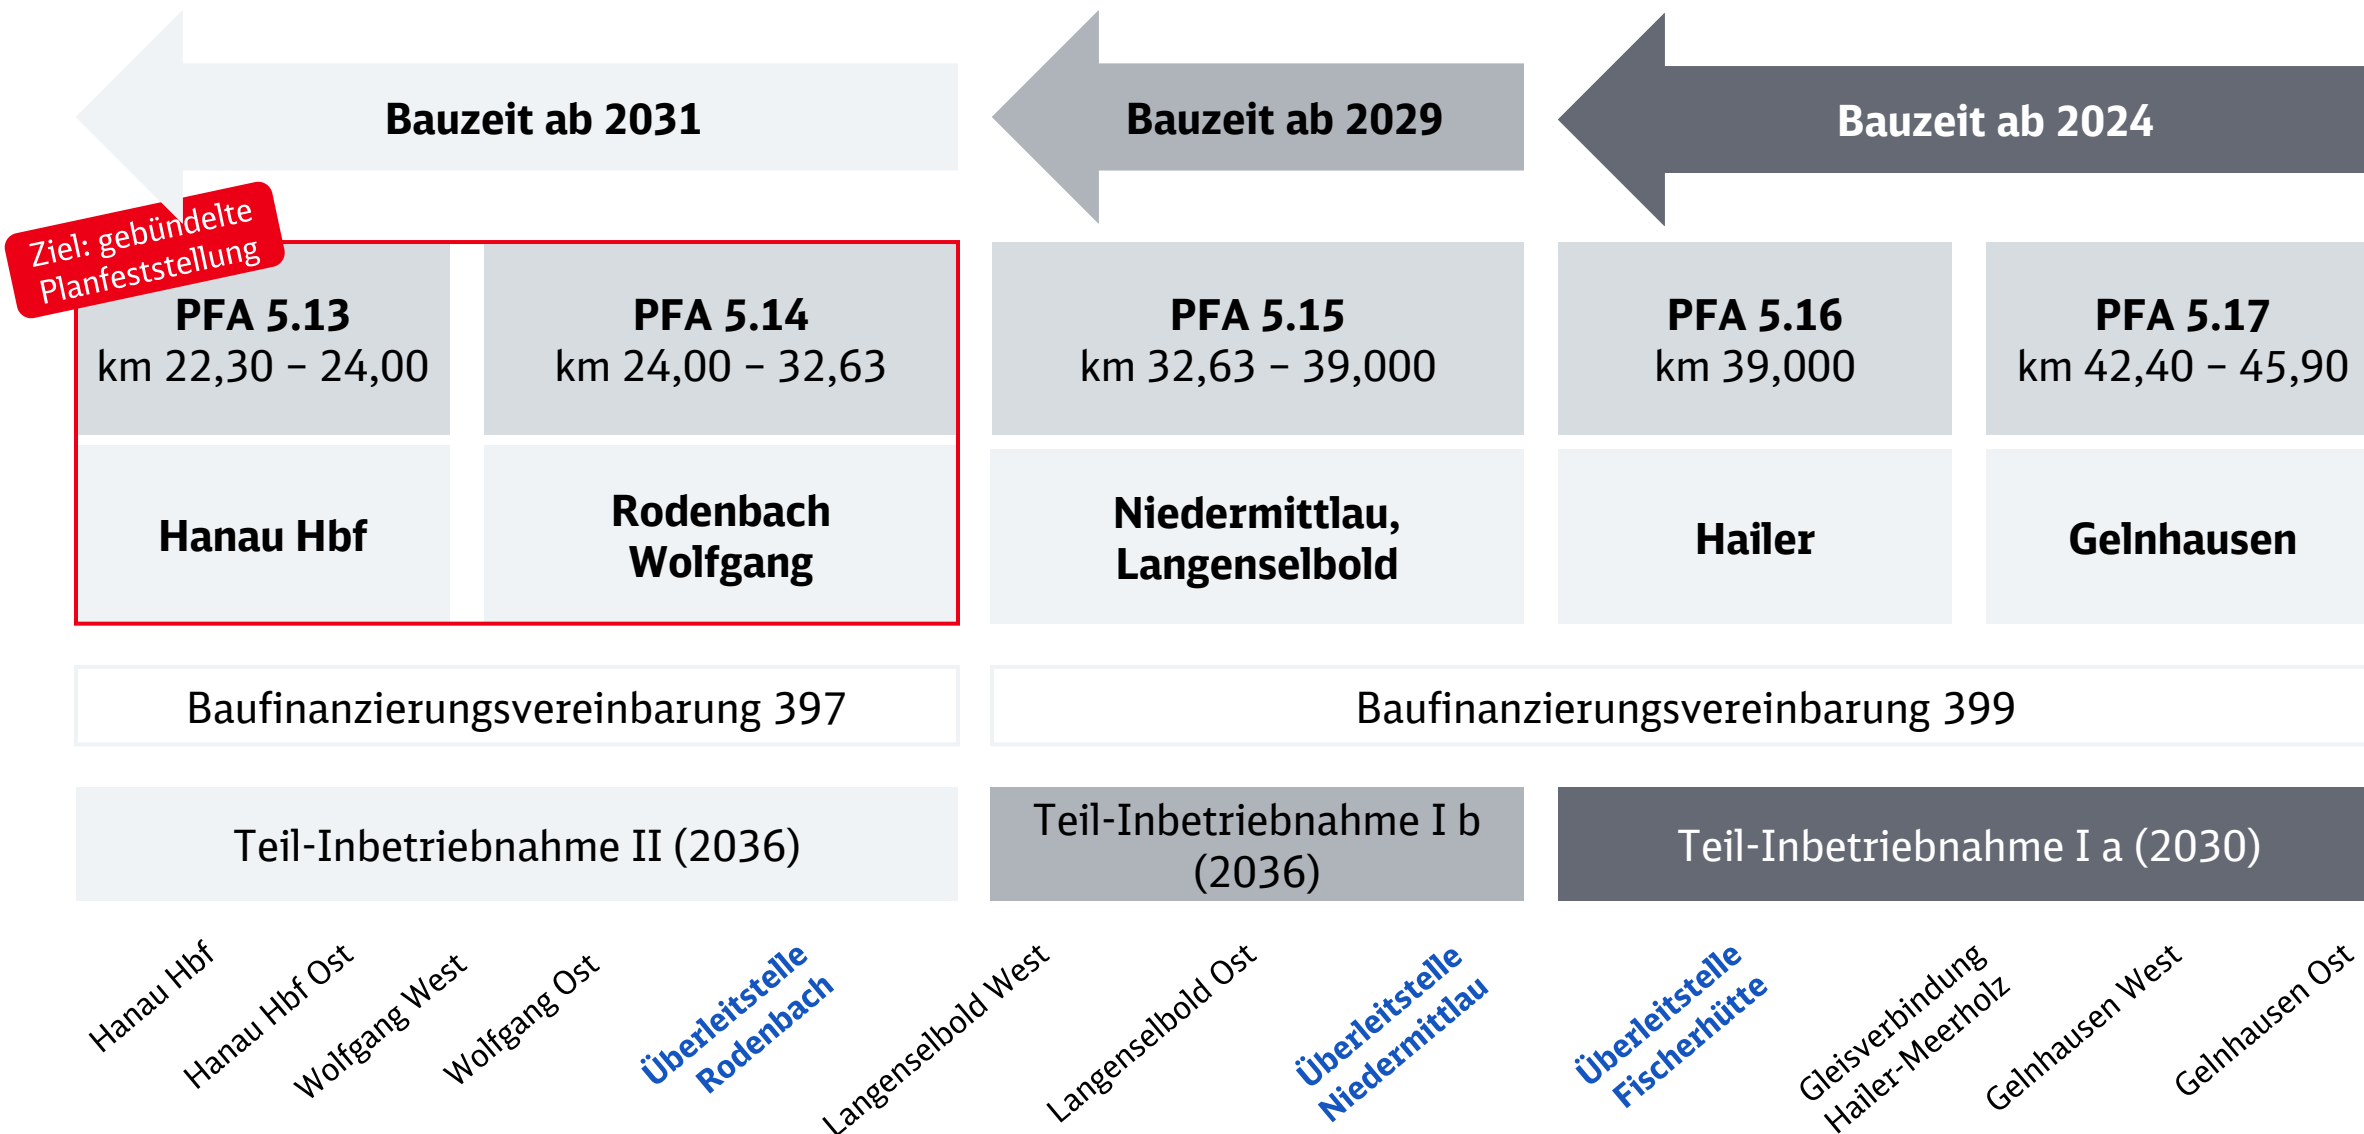 Bauzeit ab 2031
Bauzeit ab 2029
Bauzeit ab 2024
Ziel: gebündelte
Planfeststellung
PFA 5.13
km 22,30 – 24,00
PFA 5.14
km 24,00 – 32,63
PFA 5.15
km 32,63 – 39,000
PFA 5.16
km 39,000
PFA 5.17
km 42,40 – 45,90
Hanau Hbf
Rodenbach
Wolfgang
Niedermittlau,
Langenselbold
Hailer
Gelnhausen
Baufinanzierungsvereinbarung 397
Baufinanzierungsvereinbarung 399
Teil-Inbetriebnahme II (2036)
Teil-Inbetriebnahme I b
(2036)
Teil-Inbetriebnahme I a (2030)
Hanau Hbf
Hanau Hbf Ost
Wolfgang West
Wolfgang Ost
Überleitstelle
Rodenbach
Langenselbold West
Langenselbold Ost
Überleitstelle
Niedermittlau
Überleitstelle
Fischerhütte
Gleisverbindung
Hailer-Meerholz
Gelnhausen West
Gelnhausen Ost